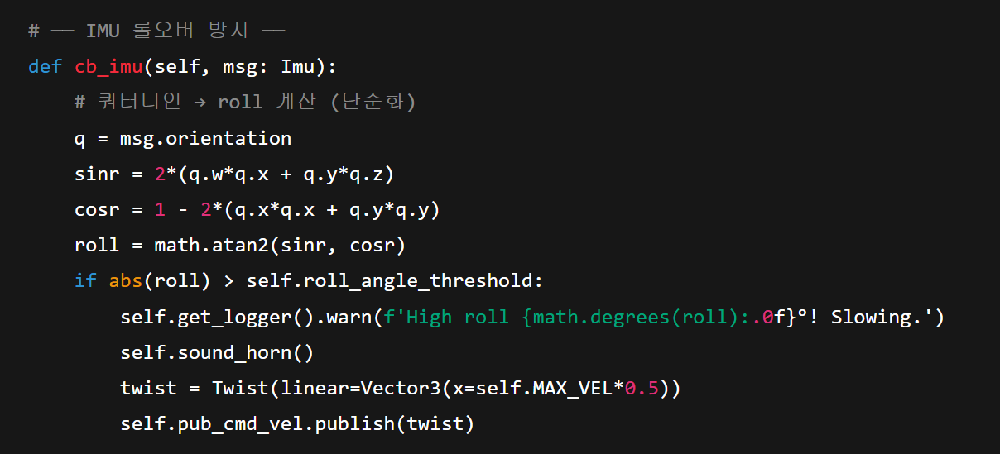 # —— IMU 롤오버 방지 ——
def cb_imu(self, msg: Imu):
    # 쿼터니언 → roll 계산 (단순화)
    q = msg.orientation
    sinr = 2*(q.w*q.x + q.y*q.z)
    cosr = 1 - 2*(q.x*q.x + q.y*q.y)
    roll = math.atan2(sinr, cosr)
    if abs(roll) > self.roll_angle_threshold:
        self.get_logger().warn(f'High roll {math.degrees(roll):.0f}°! Slowing.')
        self.sound_horn()
        twist = Twist(linear=Vector3(x=self.MAX_VEL*0.5))
        self.pub_cmd_vel.publish(twist)